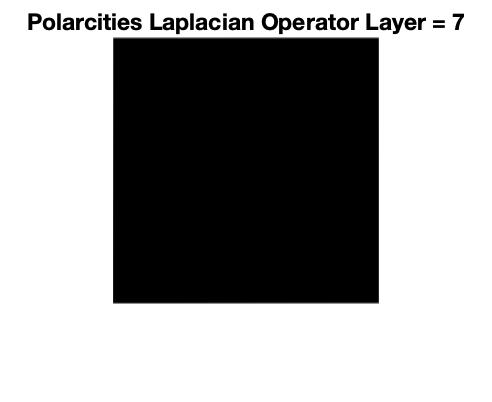 Polarcities Laplacian Operator Layer = 7